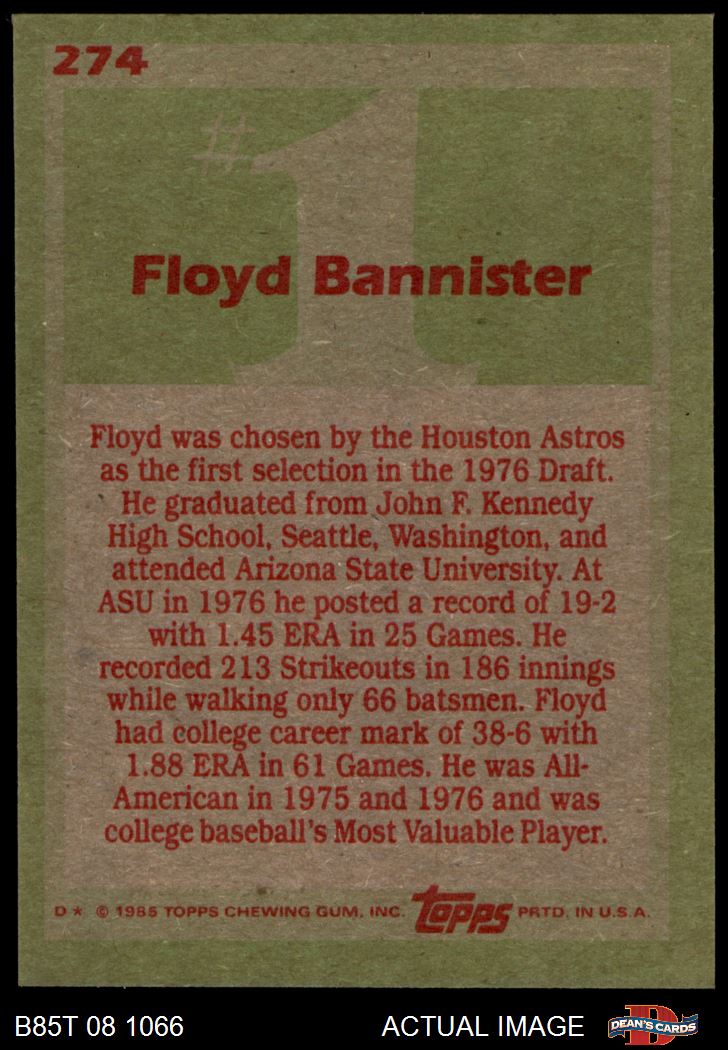 274
#1
Floyd Bannister
Floyd was chosen by the Houston Astros
as the first selection in the 1976 Draft.
He graduated from John F. Kennedy
High School, Seattle, Washington, and
attended Arizona State University. At
ASU in 1976 he posted a record of 19-2
with 1.45 ERA in 25 Games. He
recorded 213 Strikeouts in 186 innings
while walking only 66 batsmen. Floyd
had college career mark of 38-6 with
1.88 ERA in 61 Games. He was All-
American in 1975 and 1976 and was
college baseball's Most Valuable Player.
D* © 1985 TOPPS CHEWING GUM, INC. topps PRTD. IN U.S.A.
B85T 08 1066 ACTUAL IMAGE D DEAN'S CARDS